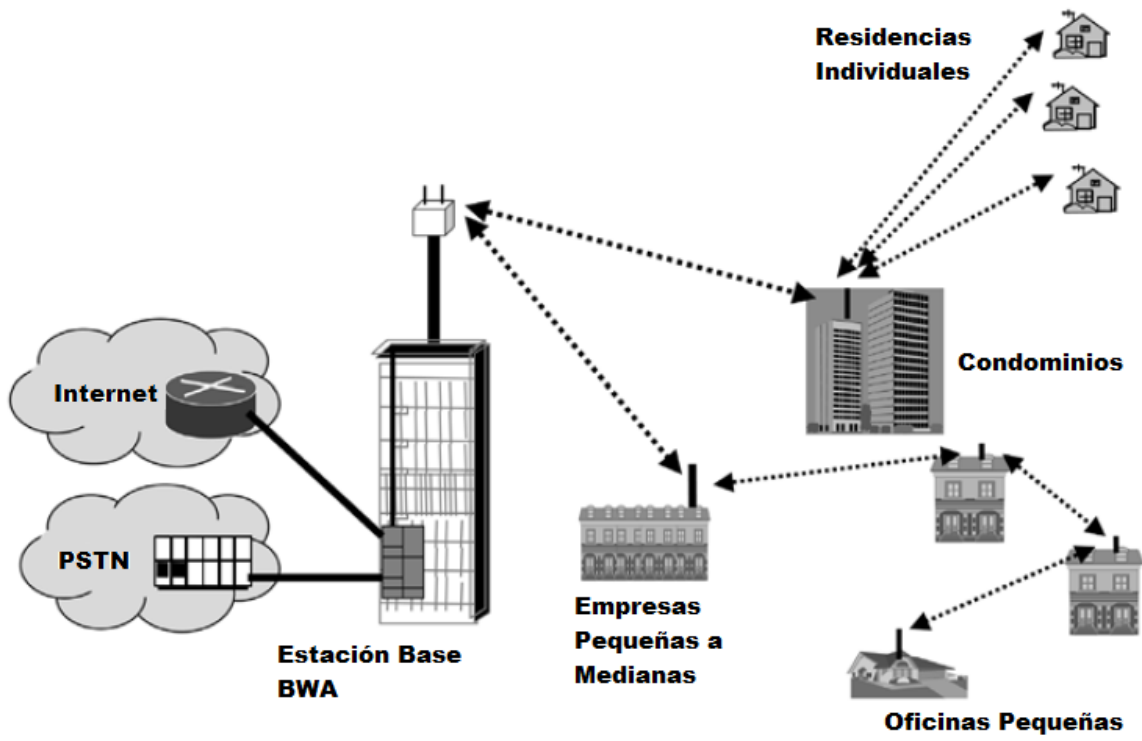 Residencias
Individuales
Internet
Condominios
PSTN
Empresas
Pequeñas a
Medianas
Estación Base
BWA
Oficinas Pequeñas